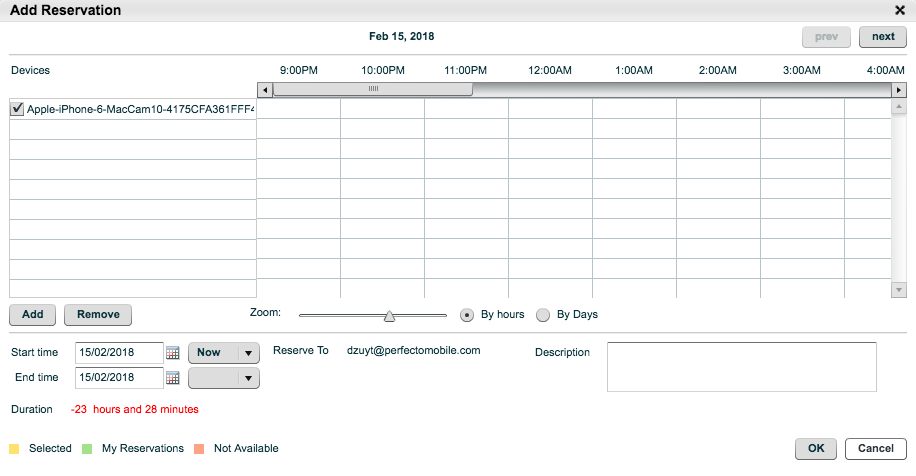 Add Reservation
Feb 15, 2018
prev
next
Devices
9:00PM 10:00PM 11:00PM 12:00AM 1:00AM 2:00AM 3:00AM 4:00AM
Apple-iPhone-6-MacCam10-4175CFA361FFF4
Add Remove Zoom: By hours By Days
Start time 15/02/2018 Now Reserve To dzuyt@perfectomobile.com Description
End time 15/02/2018
Duration -23 hours and 28 minutes
Selected My Reservations Not Available OK Cancel